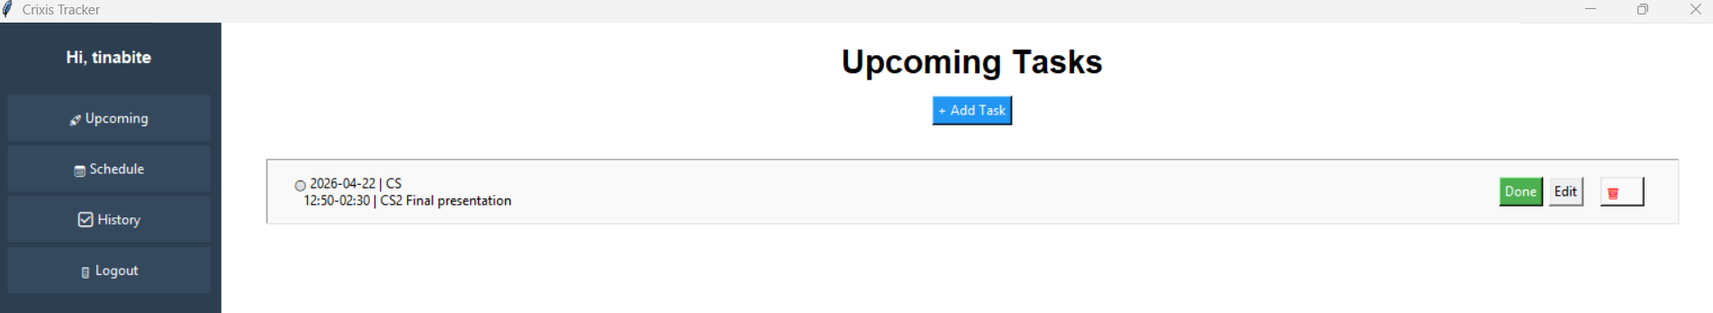 Crixis Tracker
Hi, tinabite
Upcoming
Schedule
History
Logout
Upcoming Tasks
+ Add Task
2026-04-22 | CS
12:50-02:30 | CS2 Final presentation
Done
Edit